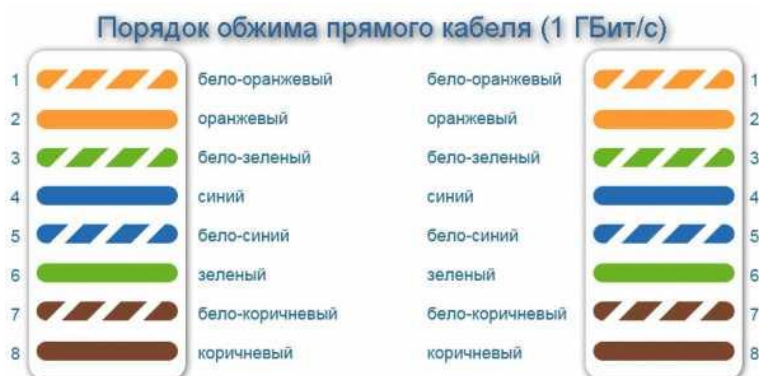 Порядок обжима прямого кабеля (1 ГБит/с)
1 бело-оранжевый бело-оранжевый 1
2 оранжевый оранжевый 2
3 бело-зеленый бело-зеленый 3
4 синий синий 4
5 бело-синий бело-синий 5
6 зеленый зеленый 6
7 бело-коричневый бело-коричневый 7
8 коричневый коричневый 8